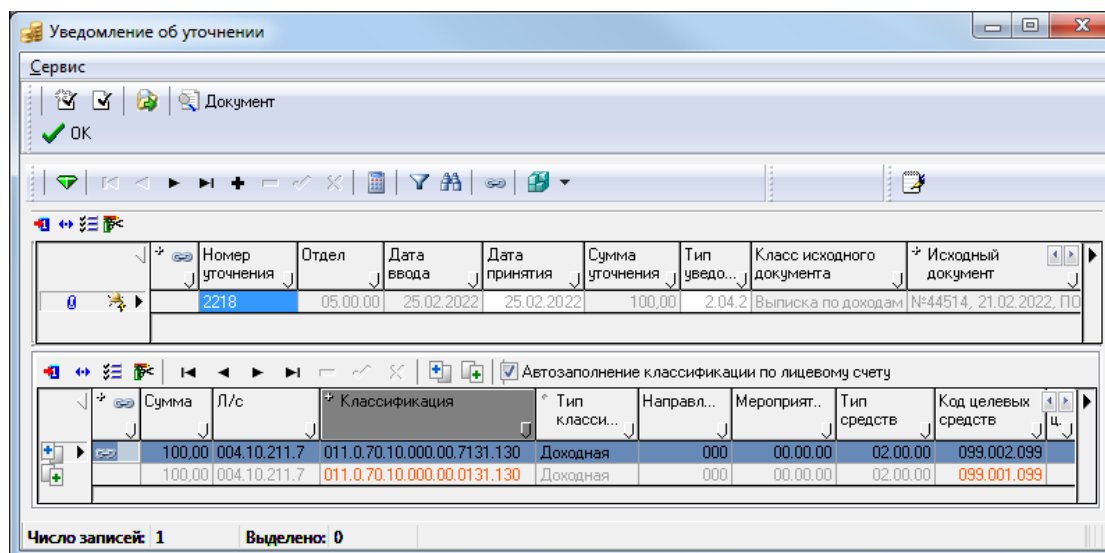 Уведомление об уточнении
Сервис
Документ
OK
Номер уточнения Отдел Дата ввода Дата принятия Сумма уточнения Тип уведо... Класс исходного документа Исходный документ
2218 05.00.00 25.02.2022 25.02.2022 100,00 2.04.2 Выписка по доходам №44514, 21.02.2022, ПО
Автозаполнение классификации по лицевому счету
Сумма Л/с Классификация Тип класси... Направл... Мероприят.. Тип средств Код целевых средств ц.
100,00 004.10.211.7 011.0.70.10.000.00.7131.130 Доходная 000 00.00.00 02.00.00 099.002.099
100,00 004.10.211.7 011.0.70.10.000.00.0131.130 Доходная 000 00.00.00 02.00.00 099.001.099
Число записей: 1 Выделено: 0